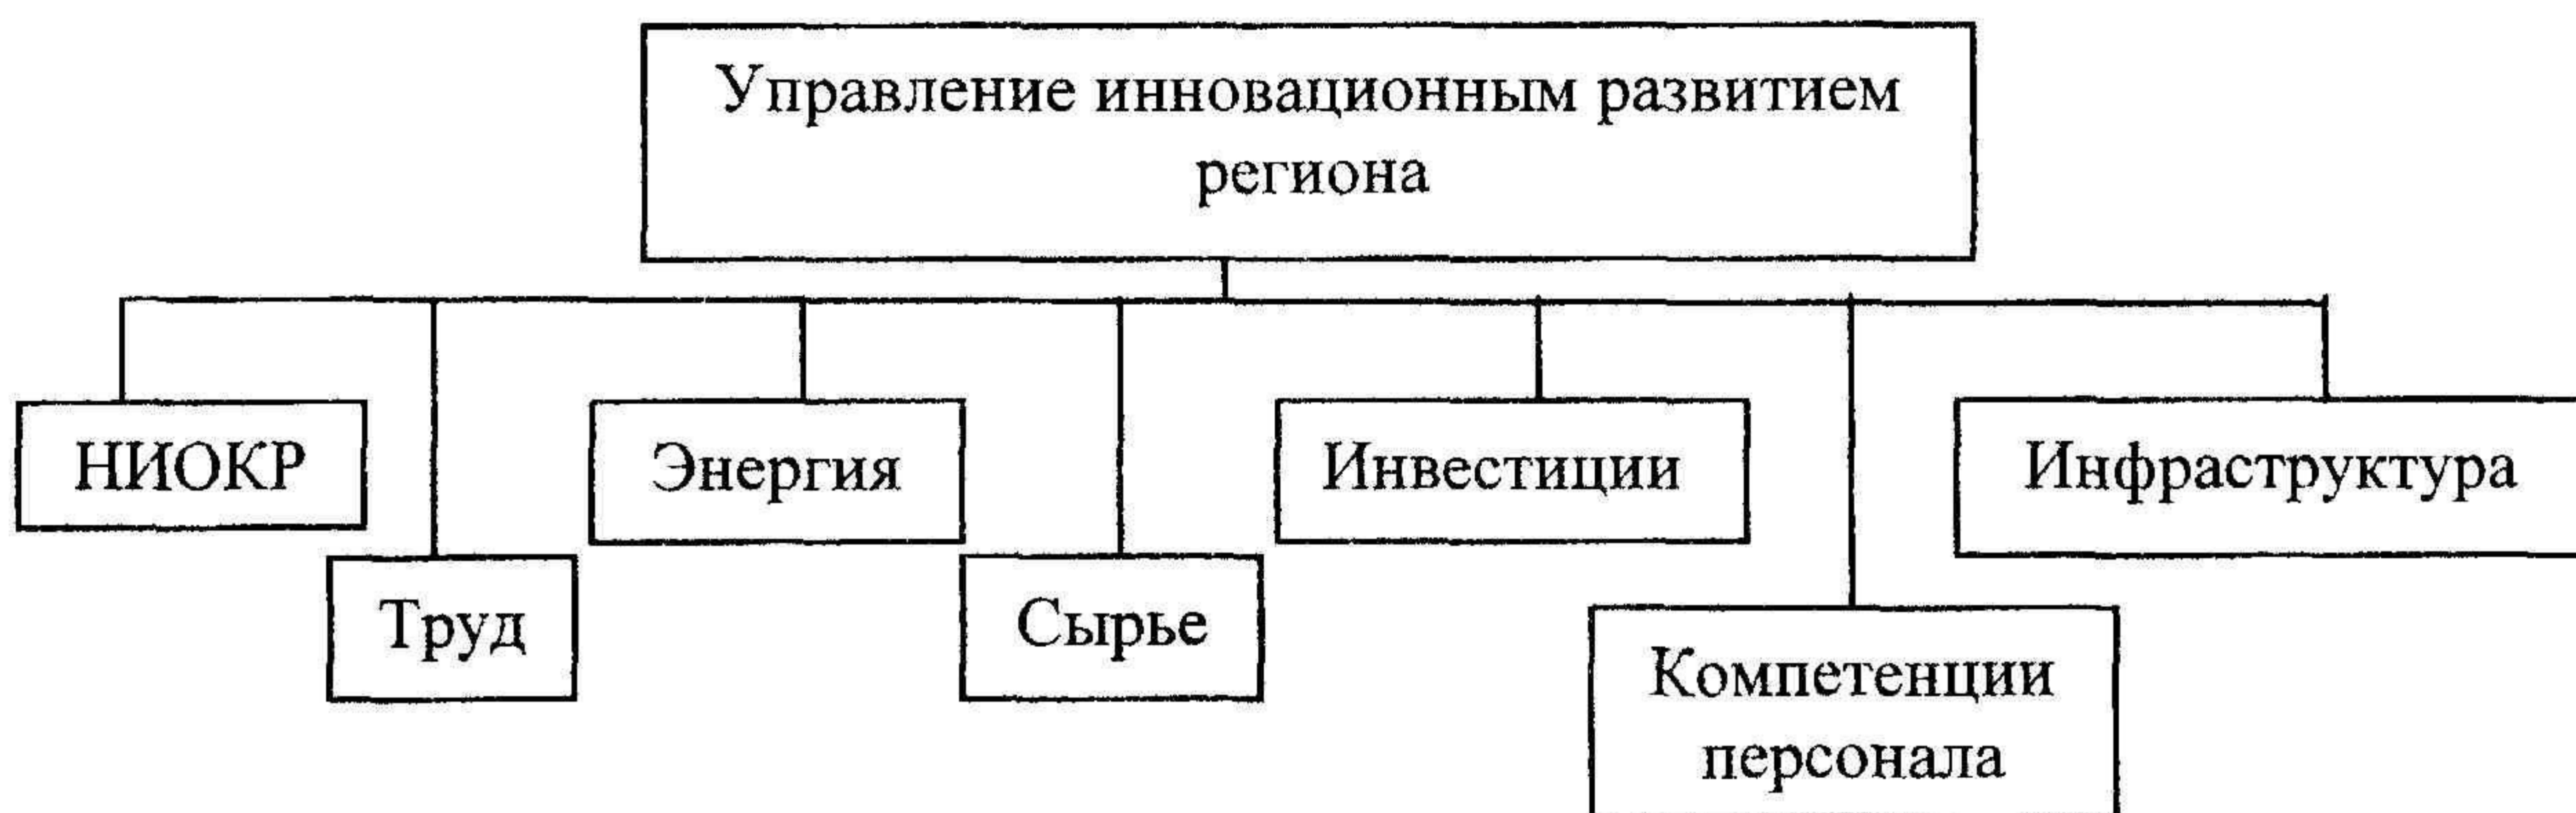 Управление инновационным развитием
региона
НИОКР
Труд
Энергия
Сырье
Инвестиции
Компетенции
персонала
Инфраструктура